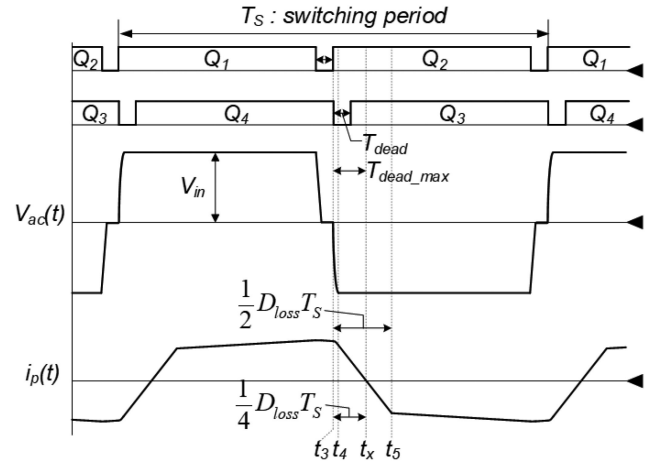 T_S : switching period
Q_2 Q_1 Q_2 Q_1
Q_3 Q_4 Q_3 Q_4
T_dead
V_in T_dead_max
V_ac(t)
1/2 D_loss T_S
i_p(t)
1/4 D_loss T_S
t_3 t_4 t_x t_5